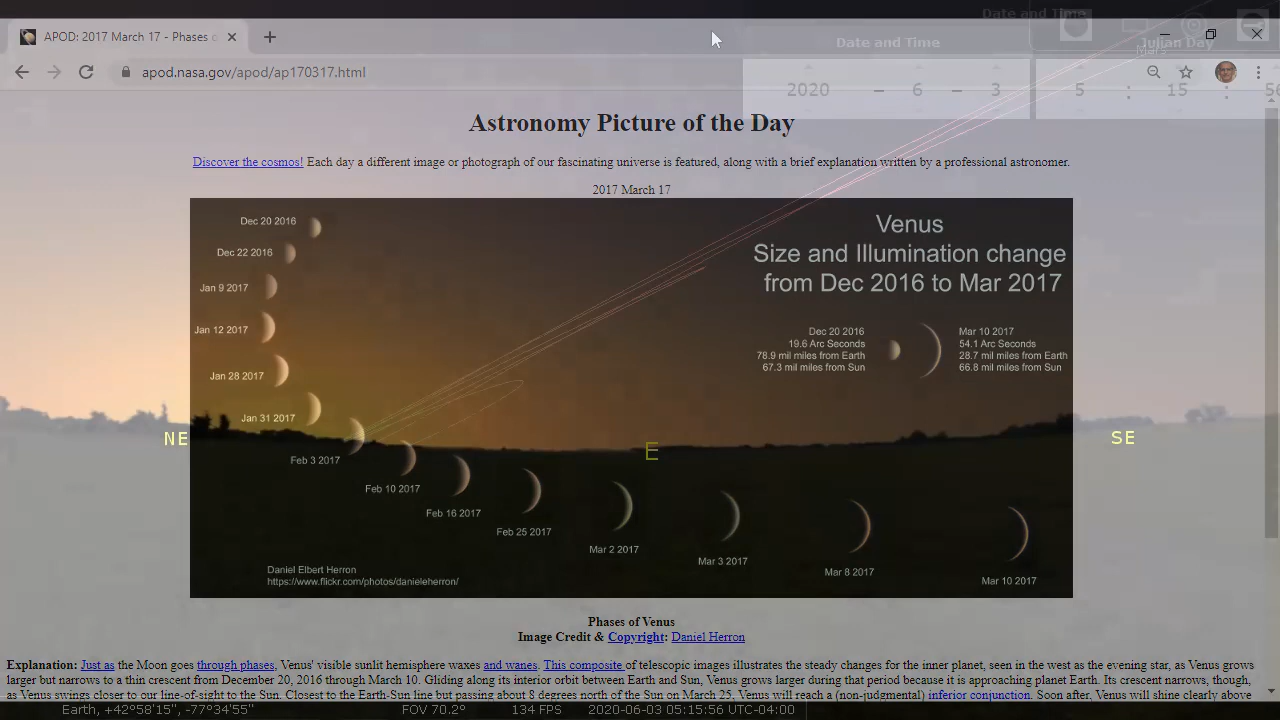 Date and Time
APOD: 2017 March 17 - Phases o
Date and Time
Julian Day
Mars
apod.nasa.gov/apod/ap170317.html
2020 - 6 - 3 5 : 15 : 56
Astronomy Picture of the Day
Discover the cosmos! Each day a different image or photograph of our fascinating universe is featured, along with a brief explanation written by a professional astronomer.
2017 March 17
Dec 20 2016
Dec 22 2016
Jan 9 2017
Jan 12 2017
Jan 28 2017
Jan 31 2017
Feb 3 2017
Feb 10 2017
Feb 16 2017
Feb 25 2017
Mar 2 2017
Mar 3 2017
Mar 8 2017
Mar 10 2017
Venus
Size and Illumination change
from Dec 2016 to Mar 2017
Dec 20 2016
19.6 Arc Seconds
78.9 mil miles from Earth
67.3 mil miles from Sun
Mar 10 2017
54.1 Arc Seconds
28.7 mil miles from Earth
66.8 mil miles from Sun
NE
E
SE
Daniel Elbert Herron
https://www.flickr.com/photos/danieleherron/
Phases of Venus
Image Credit & Copyright: Daniel Herron
Explanation: Just as the Moon goes through phases, Venus' visible sunlit hemisphere waxes and wanes. This composite of telescopic images illustrates the steady changes for the inner planet, seen in the west as the evening star, as Venus grows
larger but narrows to a thin crescent from December 20, 2016 through March 10. Gliding along its interior orbit between Earth and Sun, Venus grows larger during that period because it is approaching planet Earth. Its crescent narrows, though,
as Venus swings closer to our line-of-sight to the Sun. Closest to the Earth-Sun line but passing about 8 degrees north of the Sun on March 25, Venus will reach a (non-judgmental) inferior conjunction. Soon after, Venus will shine clearly above
Earth, +42°58'15", -77°34'55" FOV 70.2° 134 FPS 2020-06-03 05:15:56 UTC-04:00